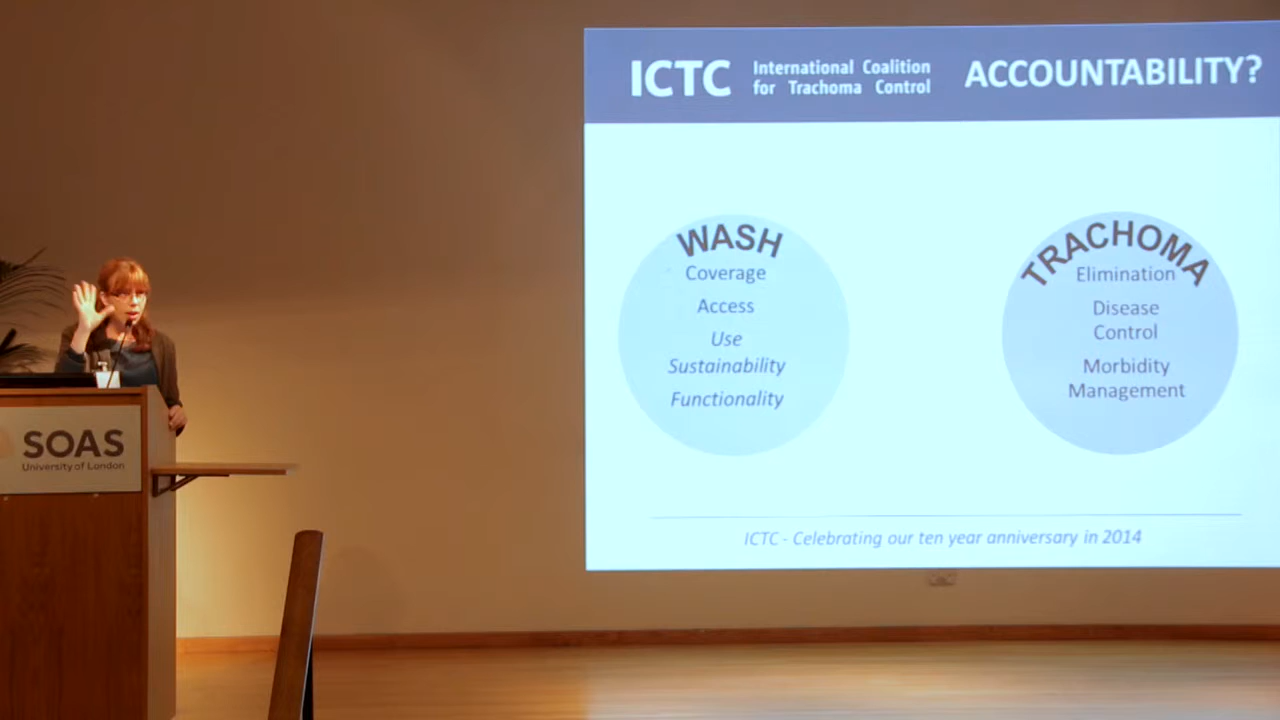 ICTC
International Coalition
for Trachoma Control
ACCOUNTABILITY?
WASH
Coverage
Access
Use
Sustainability
Functionality
TRACHOMA
Elimination
Disease
Control
Morbidity
Management
ICTC - Celebrating our ten year anniversary in 2014
SOAS
University of London